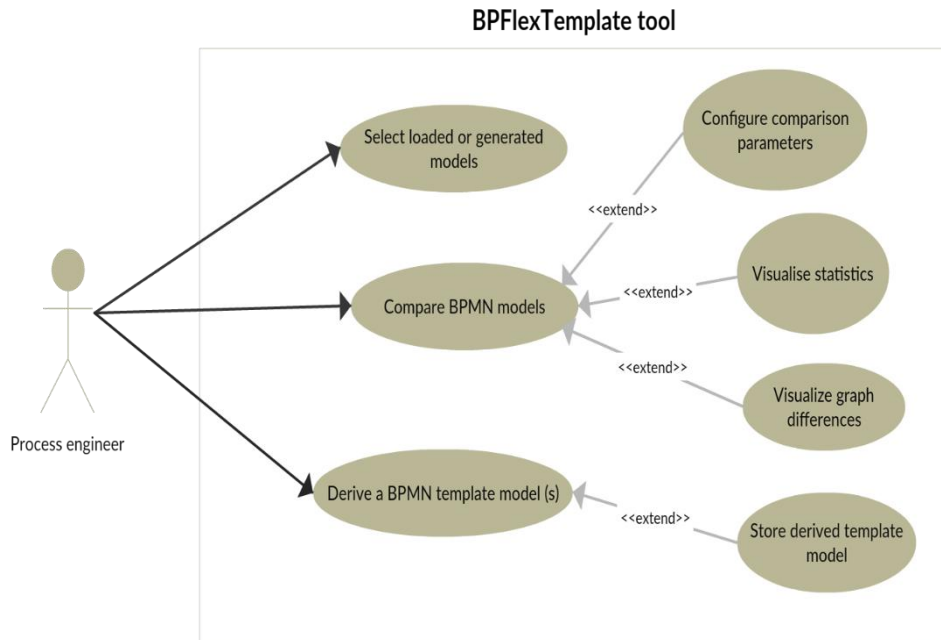 BPFlexTemplate tool
Configure comparison
parameters
Select loaded or generated
models
<<extend>>
Visualise statistics
<<extend>>
Compare BPMN models
<<extend>>
Visualize graph
differences
Process engineer
Derive a BPMN template model (s)
<<extend>>
Store derived template
model